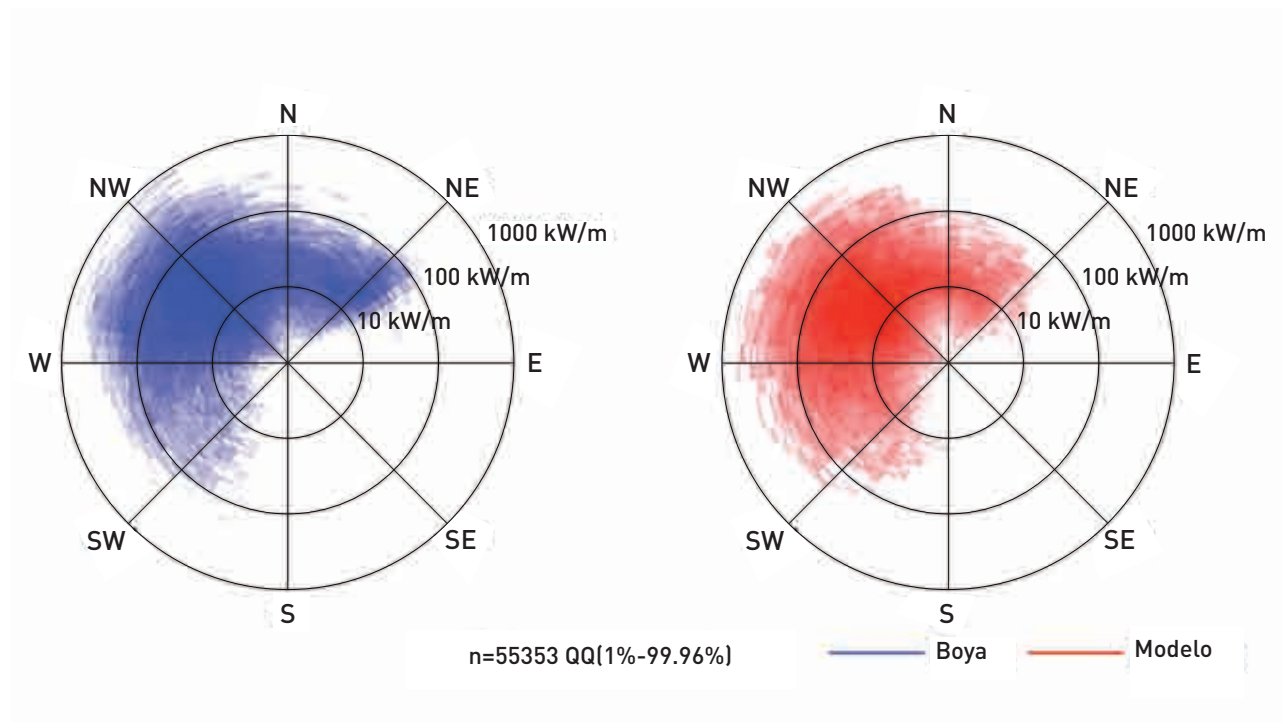 N
NW
NE
1000 kW/m
100 kW/m
10 kW/m
W
E
SW
SE
S
N
NW
NE
1000 kW/m
100 kW/m
10 kW/m
W
E
SW
SE
S
n=55353 QQ(1%-99.96%)
Boya
Modelo